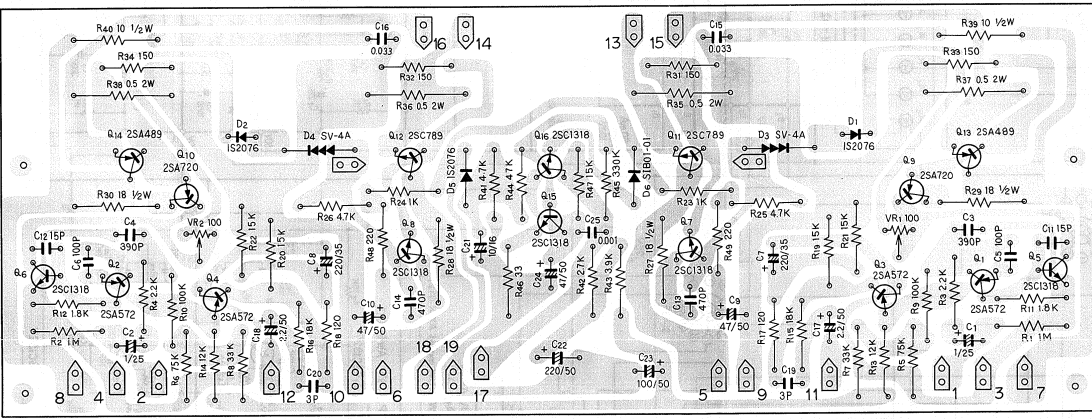 R40 10 1/2W
C16
0.033
16
14
13
15
C15
0.033
R39 10 1/2W
R34 150
R32 150
R31 150
R33 150
R38 0.5 2W
R36 0.5 2W
R35 0.5 2W
R37 0.5 2W
D2
IS2076
D4 SV-4A
Q14 2SA489
Q12 2SC789
Q16 2SC1318
Q11 2SC789
D3 SV-4A
D1
IS2076
Q13 2SA489
Q10
2SA720
D5 IS2076
R41 4.7K
R44 4.7K
R47 15K
R45 330K
D6 S1B01-01
Q9
2SA720
R30 18 1/2W
R24 1K
R23 1K
R29 18 1/2W
R26 4.7K
Q15
2SC1318
R25 4.7K
C12 15P
C6 100P
C4
390P
VR2 100
R22 15K
R20 15K
C8
220/35
R48 220
Q8
2SC1318
R28 18 1/2W
C21
10/16
C25
0.001
R27 18 1/2W
Q7
2SC1318
R49 220
C7
220/35
R19 15K
R21 15K
VR1 100
C3
390P
C5 100P
C11 15P
Q6
2SC1318
Q2
2SA572
R4 2.2K
R10 100K
Q4
2SA572
C14
470P
R46 33
C24
47/50
R42 2.7K
R43 3.9K
C13
470P
Q3
2SA572
R9 100K
R3 2.2K
Q1
2SA572
Q5
2SC1318
R12 1.8K
R11 1.8K
R2 1M
C2
1/25
R6 75K
R14 12K
R8 33K
C18
2.2/50
R16 18K
R18 120
C10
47/50
C9
47/50
R17 120
R15 18K
C17
2.2/50
R7 33K
R13 12K
R5 75K
C1
1/25
R1 1M
C22
220/50
C23
100/50
C20
3P
C19
3P
8
4
2
12
10
6
18
19
17
5
9
11
1
3
7